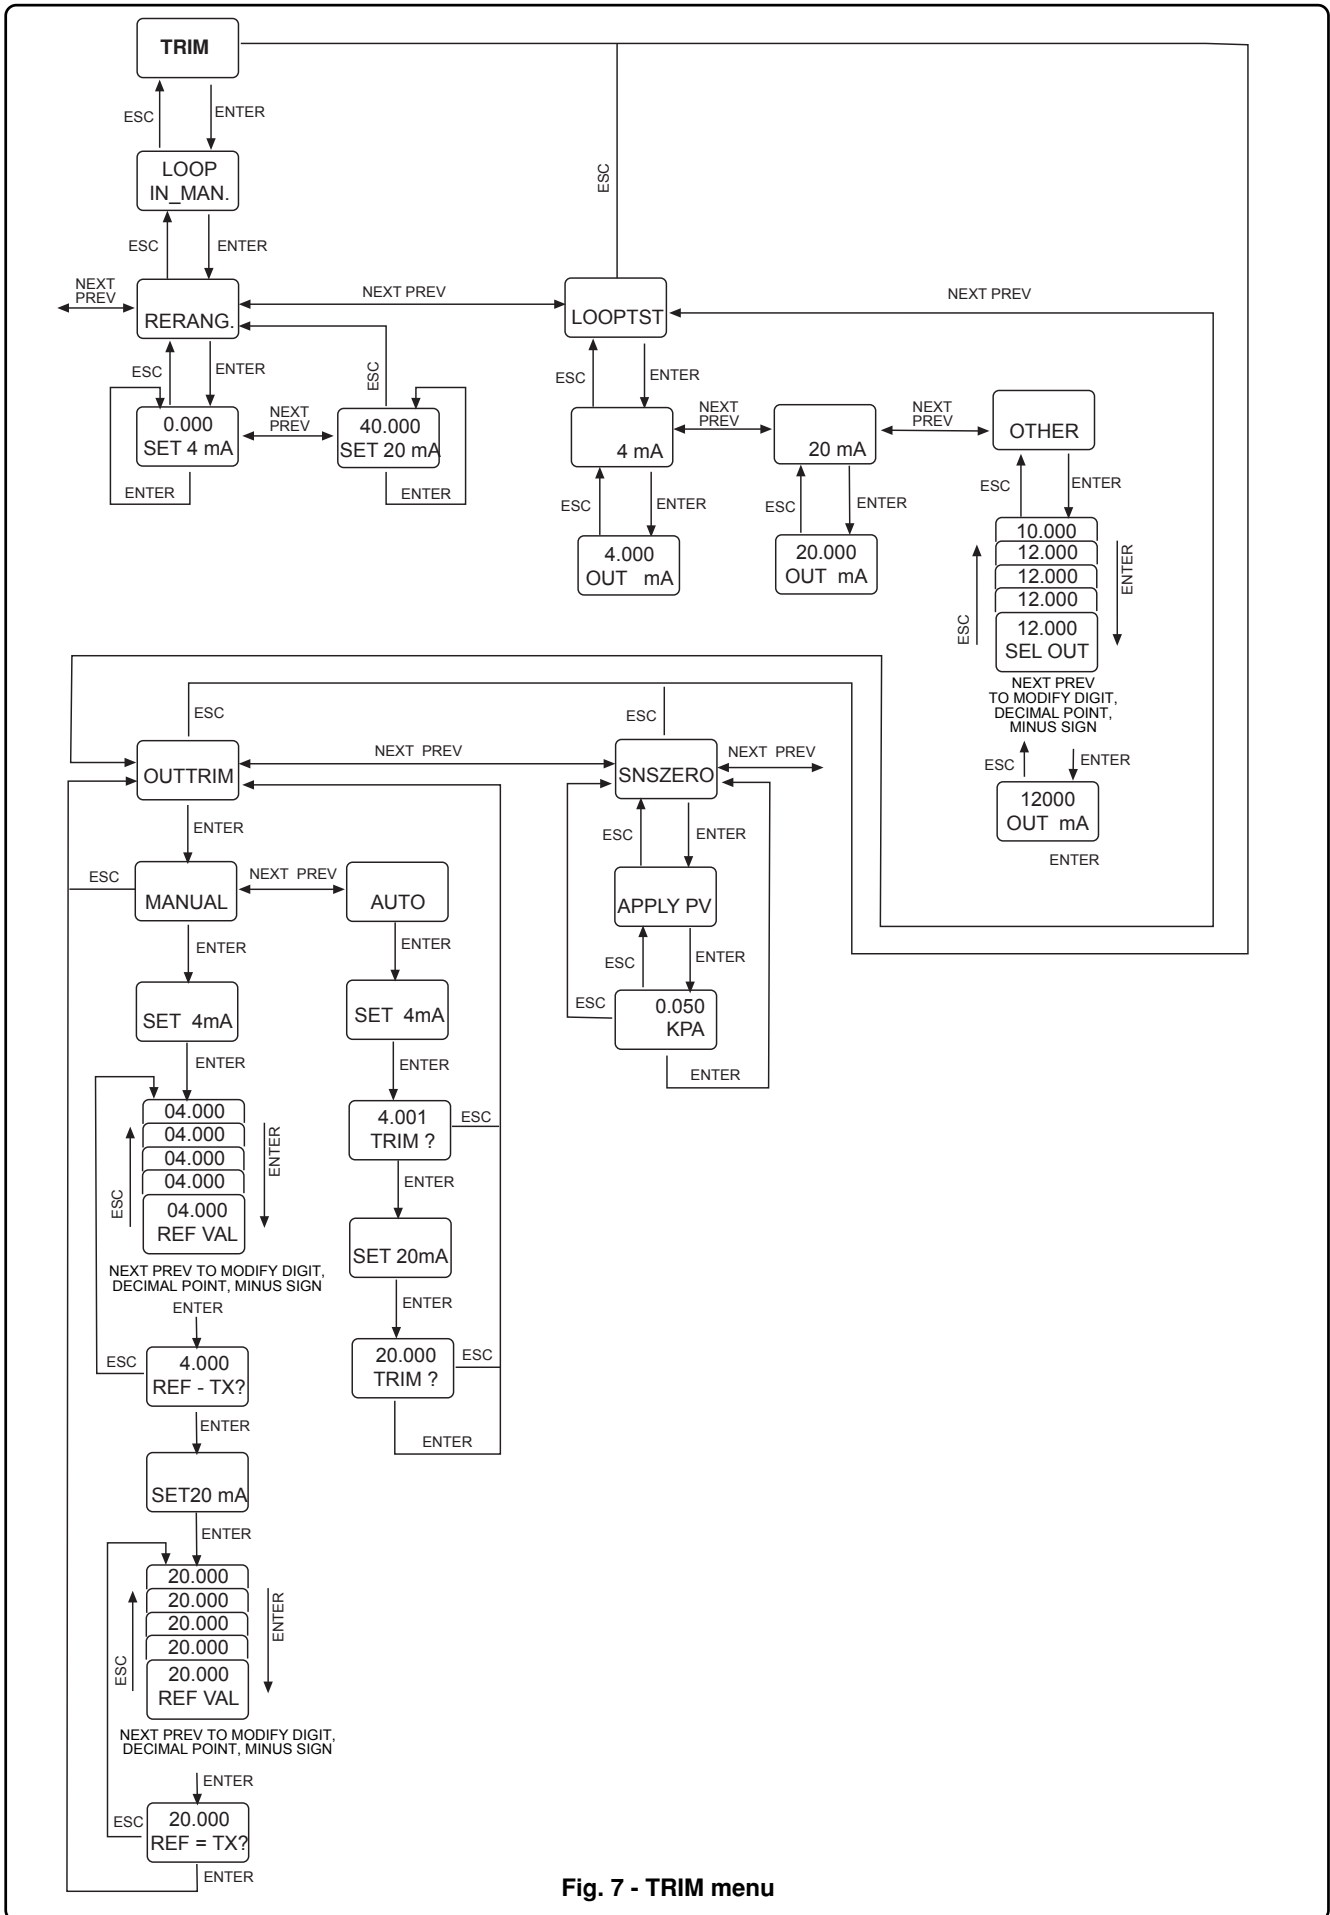 TRIM
ESC
ENTER
LOOP
IN_MAN.
ESC
ESC
ENTER
NEXT
PREV
RERANG.
NEXT PREV
LOOPTST
NEXT PREV
ESC
ENTER
ESC
ESC
ENTER
0.000
SET 4 mA
NEXT
PREV
40.000
SET 20 mA
ENTER
ENTER
4 mA
NEXT
PREV
20 mA
NEXT
PREV
OTHER
ESC
ENTER
ESC
ENTER
ESC
ENTER
4.000
OUT mA
20.000
OUT mA
10.000
12.000
12.000
12.000
12.000
SEL OUT
ESC
ENTER
NEXT PREV
TO MODIFY DIGIT,
DECIMAL POINT,
MINUS SIGN
ESC
ENTER
12000
OUT mA
ENTER
ESC
ESC
OUTTRIM
NEXT PREV
SNSZERO
NEXT PREV
ENTER
ESC
ENTER
ESC
MANUAL
NEXT PREV
AUTO
APPLY PV
ENTER
ENTER
ESC
ENTER
SET 4mA
SET 4mA
ESC
0.050
KPA
ENTER
ENTER
ENTER
04.000
04.000
04.000
04.000
04.000
REF VAL
ESC
ENTER
4.001
TRIM ?
ESC
ENTER
NEXT PREV TO MODIFY DIGIT,
DECIMAL POINT, MINUS SIGN
SET 20mA
ENTER
ENTER
ESC
4.000
REF - TX?
20.000
TRIM ?
ESC
ENTER
ENTER
SET20 mA
ENTER
20.000
20.000
20.000
20.000
20.000
REF VAL
ESC
ENTER
NEXT PREV TO MODIFY DIGIT,
DECIMAL POINT, MINUS SIGN
ENTER
ESC
20.000
REF = TX?
ENTER
Fig. 7 - TRIM menu